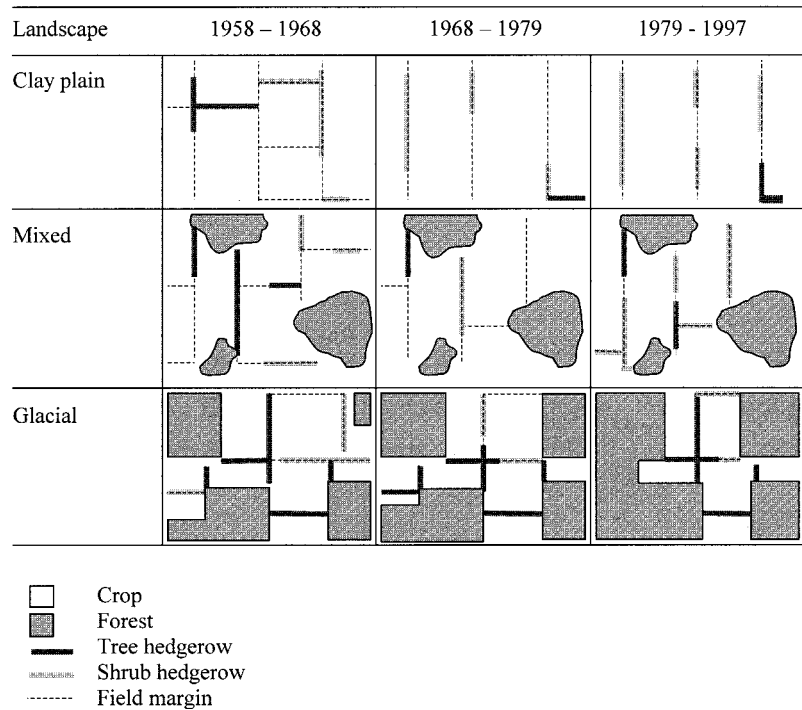 Landscape 1958 – 1968 1968 – 1979 1979 - 1997
Clay plain
Mixed
Glacial
Crop
Forest
Tree hedgerow
Shrub hedgerow
Field margin